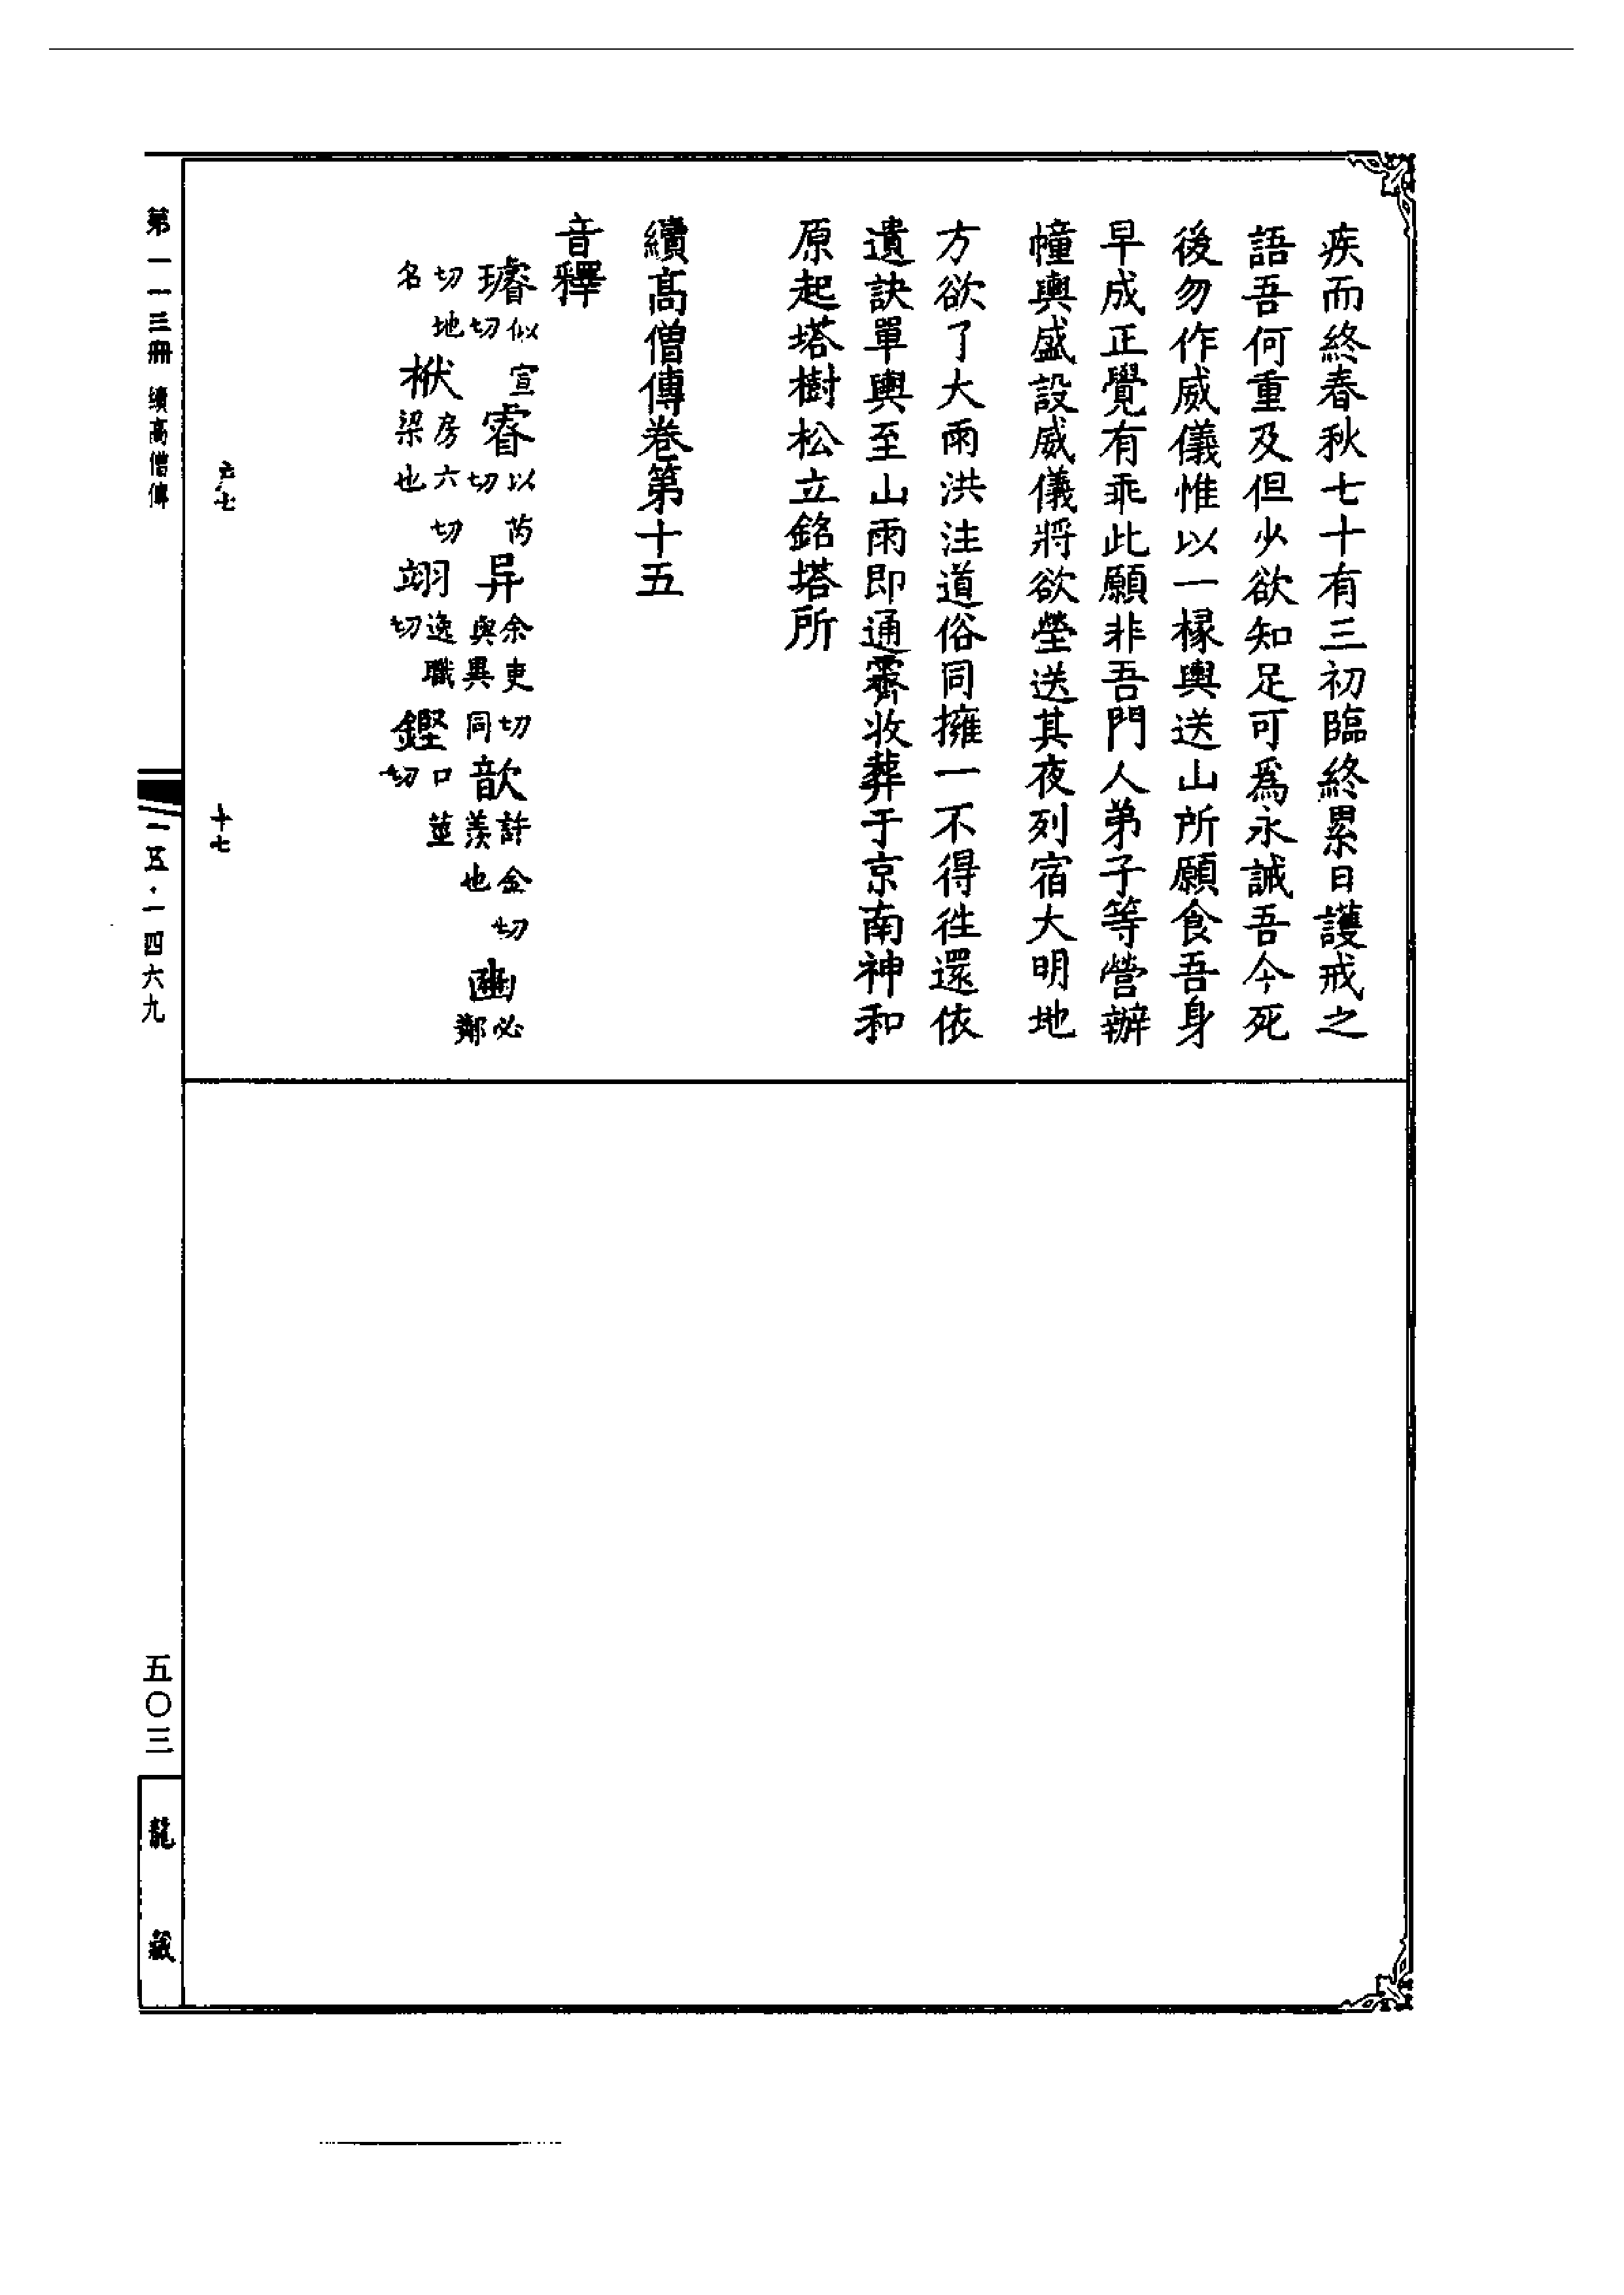 疾而終春秋七十有三初臨終累日護戒之
語吾何重及但少欲知足可爲永誡吾今死
後勿作威儀惟以一椽輿送山所願食吾身
早成正覺有乖此願非吾門人弟子等營辦
幢輿盛設威儀將欲塋送其夜列宿大明地
方欲了大雨洪注道俗同擁一不得徃還依
遺訣單輿至山雨即通霽收葬于京南神和
原起塔樹松立銘塔所
續高僧傳卷第十五
音釋
璿似宣切睿以芮切异余吏切與異同歆許金切羨也豳必鄰
切地名栿房六切梁也翊逸職切鏗口莖切
十七
第一一三冊 續高僧傳
一五·一四六九
五〇三
龍藏